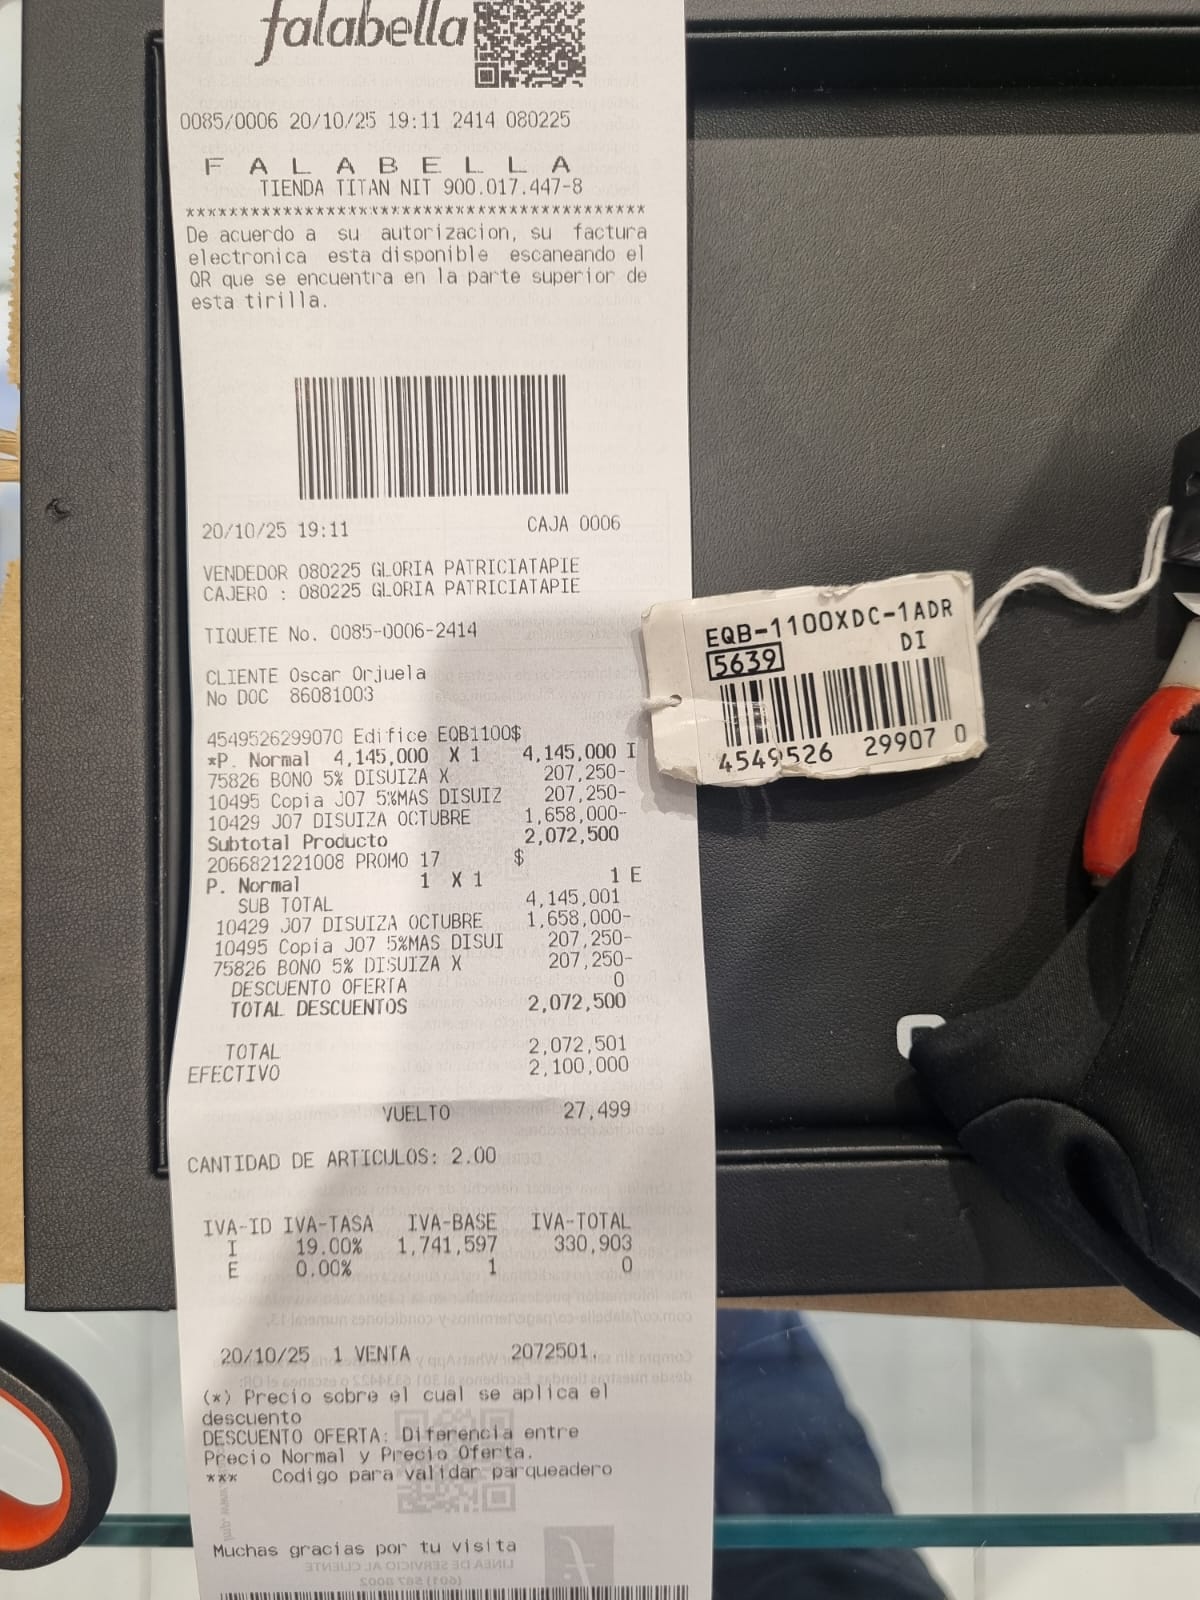 falabella
0085/0006 20/10/25 19:11 2414 080225
F A L A B E L L A
TIENDA TITAN NIT 900.017.447-8
*******************************************
De acuerdo a su autorizacion, su factura
electronica esta disponible escaneando el
QR que se encuentra en la parte superior de
esta tirilla.
20/10/25 19:11 CAJA 0006
VENDEDOR 080225 GLORIA PATRICIATAPIE
CAJERO : 080225 GLORIA PATRICIATAPIE
TIQUETE No. 0085-0006-2414
CLIENTE Oscar Orjuela
No DOC 86081003
4549526299070 Edifice EQB1100$
*P. Normal 4,145,000 X 1 4,145,000 I
75826 BONO 5% DISUIZA X 207,250-
10495 Copia J07 5%MAS DISUIZ 207,250-
10429 J07 DISUIZA OCTUBRE 1,658,000-
Subtotal Producto 2,072,500
2066821221008 PROMO 17 $
P. Normal 1 X 1 1 E
SUB TOTAL 4,145,001
10429 J07 DISUIZA OCTUBRE 1,658,000-
10495 Copia J07 5%MAS DISUI 207,250-
75826 BONO 5% DISUIZA X 207,250-
DESCUENTO OFERTA 0
TOTAL DESCUENTOS 2,072,500
TOTAL 2,072,501
EFECTIVO 2,100,000
VUELTO 27,499
CANTIDAD DE ARTICULOS: 2.00
IVA-ID IVA-TASA IVA-BASE IVA-TOTAL
I 19.00% 1,741,597 330,903
E 0.00% 1 0
20/10/25 1 VENTA 2072501.
(*) Precio sobre el cual se aplica el
descuento
DESCUENTO OFERTA: Diferencia entre
Precio Normal y Precio Oferta.
*** Codigo para validar parqueadero
Muchas gracias por tu visita
EQB-1100XDC-1ADR
5639 DI
4549526 29907 0